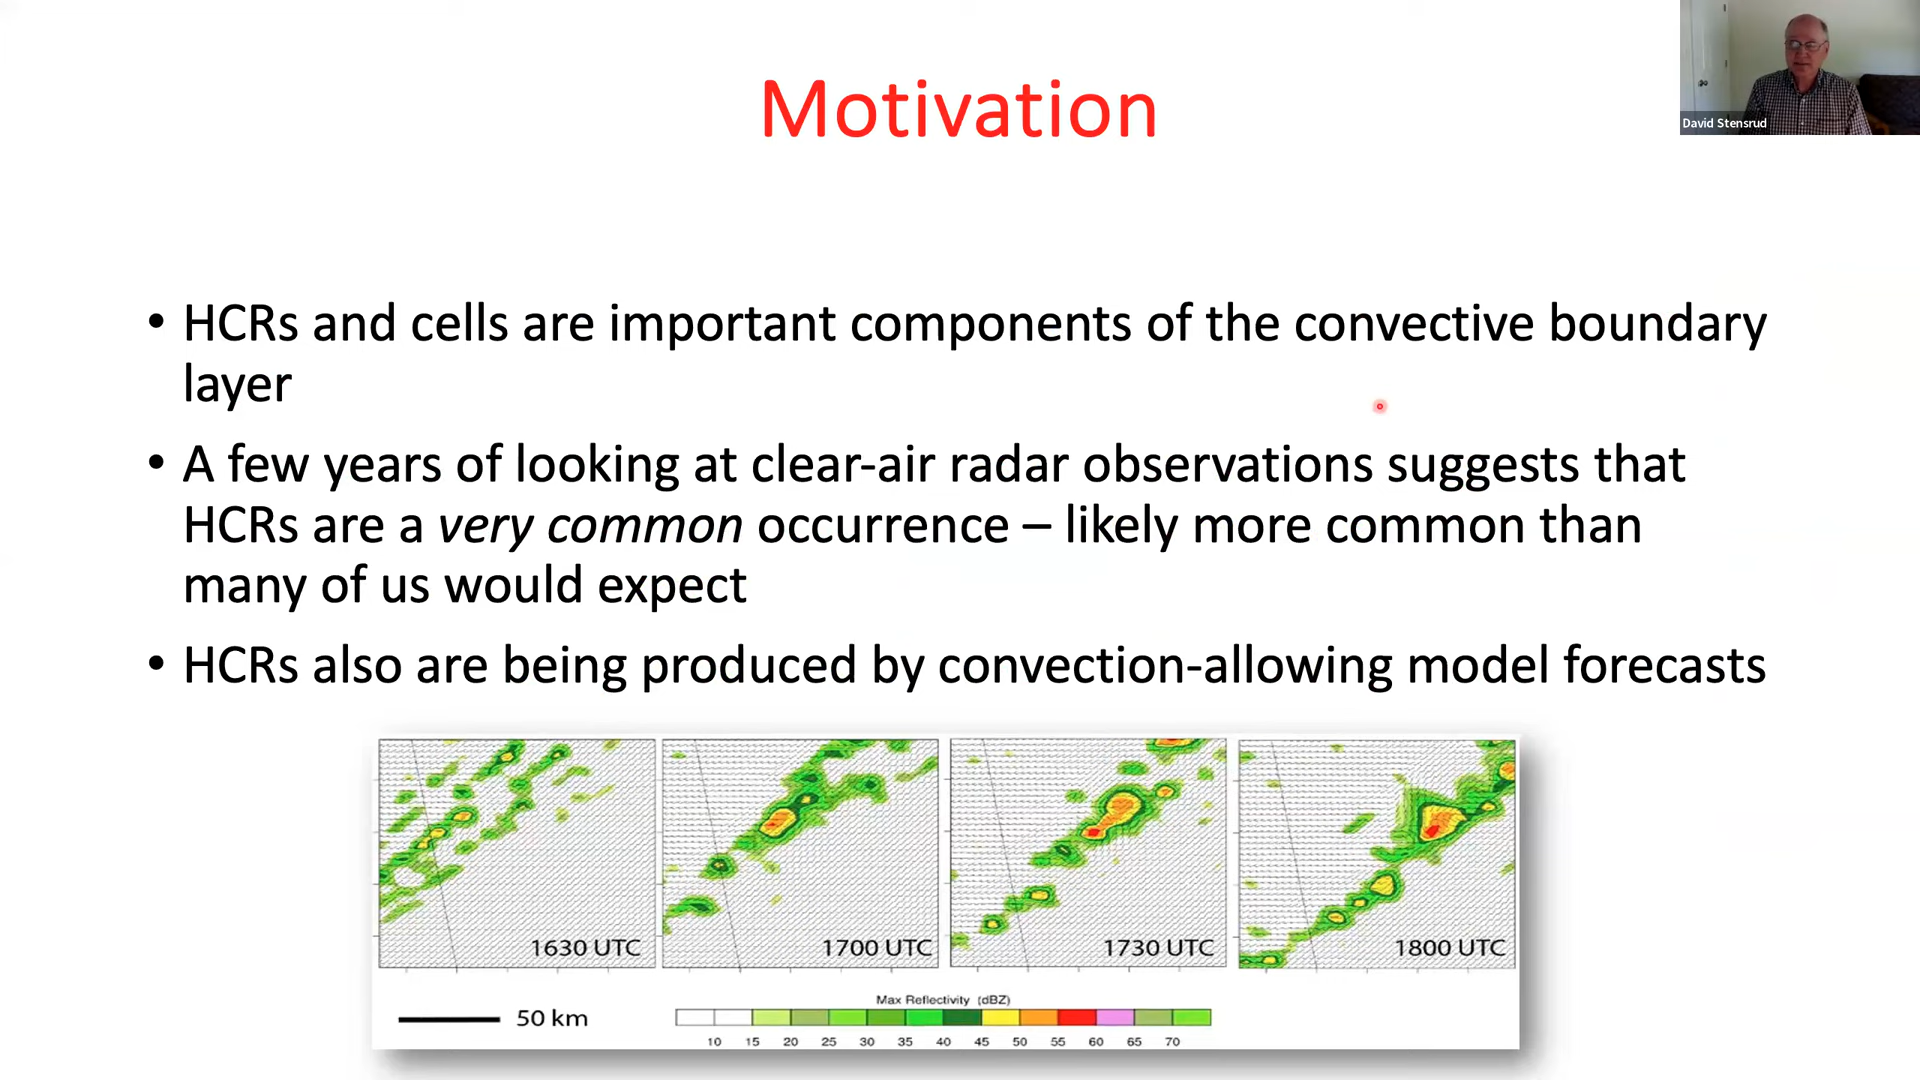 Motivation
David Stensrud
• HCRs and cells are important components of the convective boundary
layer
• A few years of looking at clear-air radar observations suggests that
HCRs are a very common occurrence – likely more common than
many of us would expect
• HCRs also are being produced by convection-allowing model forecasts
1630 UTC 1700 UTC 1730 UTC 1800 UTC
Max Reflectivity (dBZ)
50 km
10 15 20 25 30 35 40 45 50 55 60 65 70